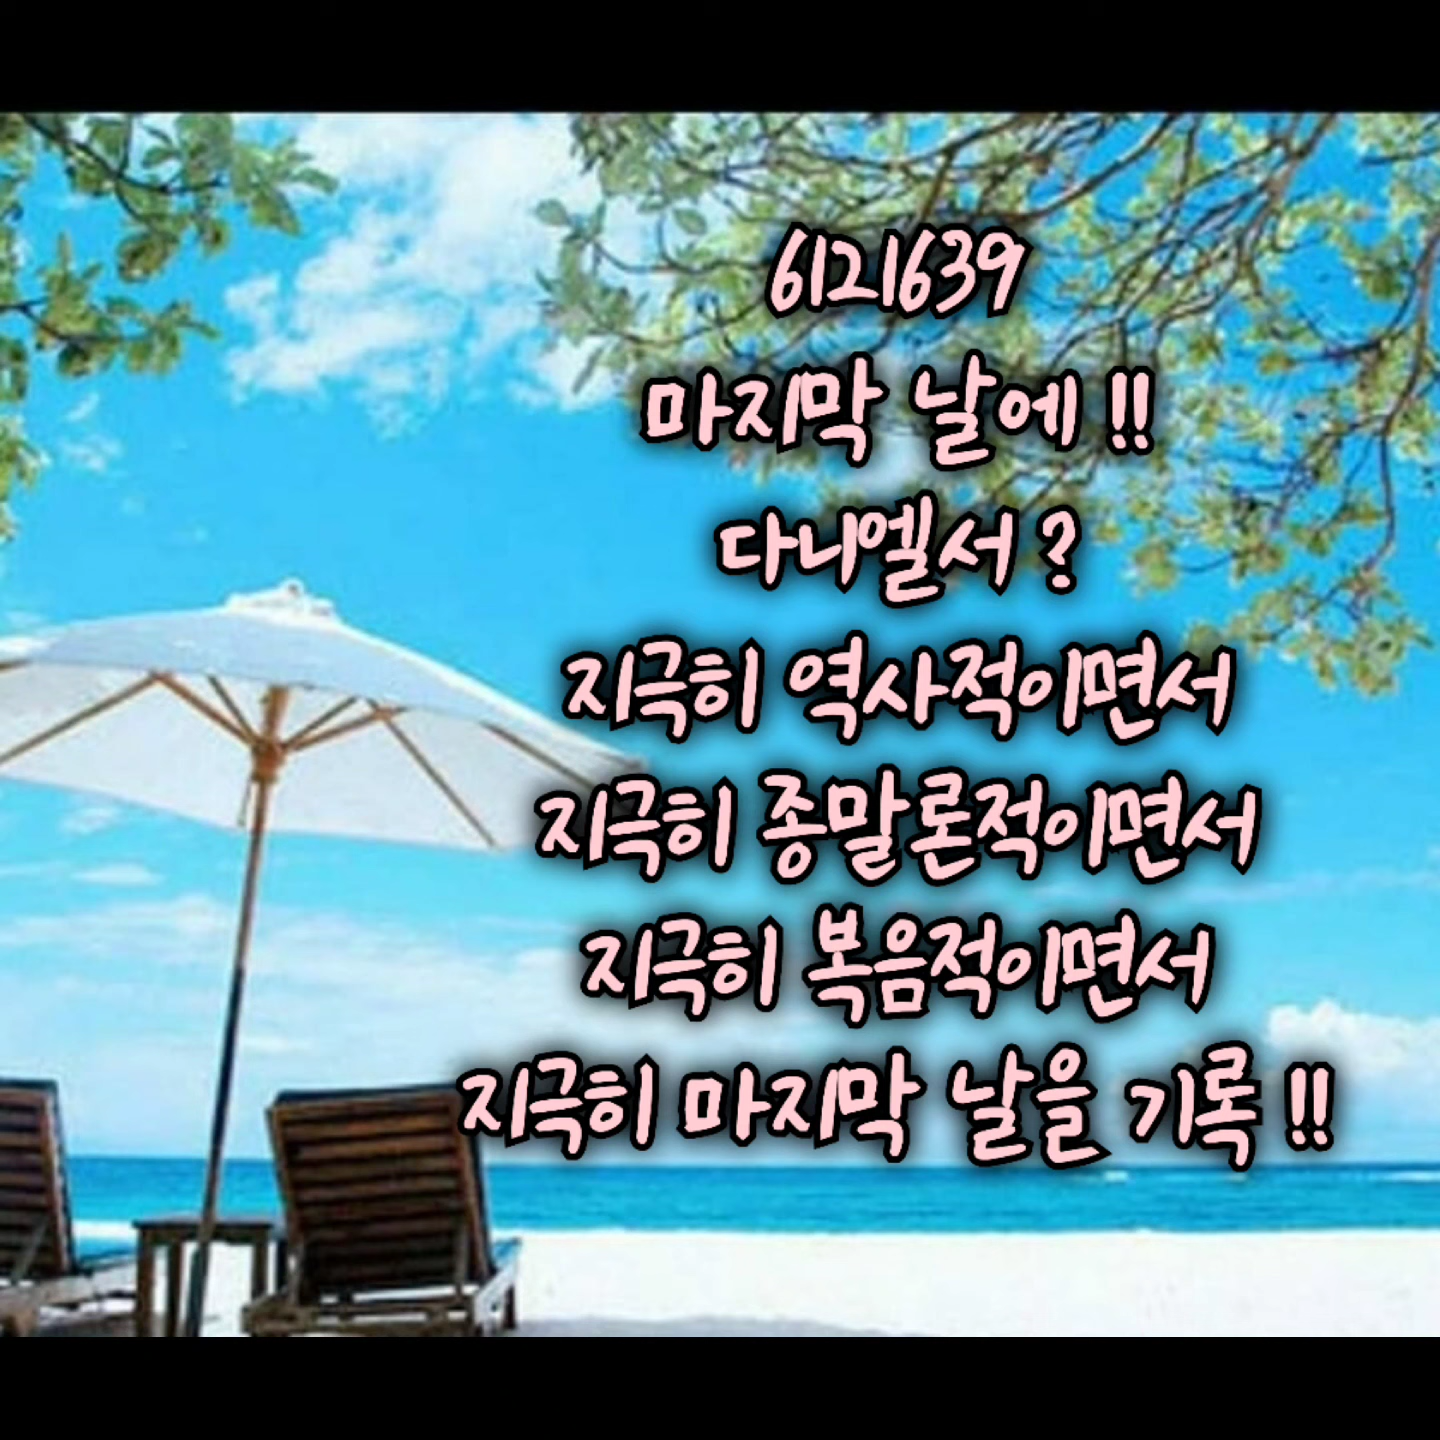 6121639
마지막 날에 !!
다니엘서 ?
지극히 역사적이면서
지극히 종말론적이면서
지극히 복음적이면서
지극히 마지막 날을 기록 !!